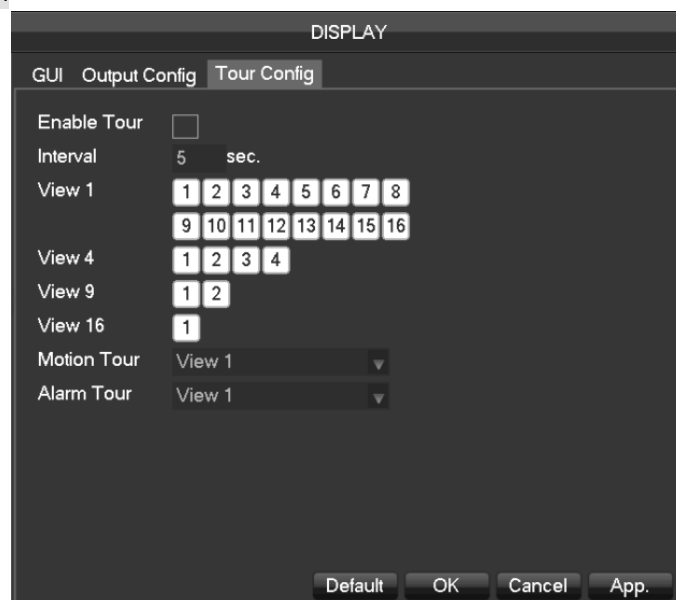 DISPLAY
GUI Output Config Tour Config
Enable Tour
Interval 5 sec.
View 1 1 2 3 4 5 6 7 8
9 10 11 12 13 14 15 16
View 4 1 2 3 4
View 9 1 2
View 16 1
Motion Tour View 1
Alarm Tour View 1
Default OK Cancel App.